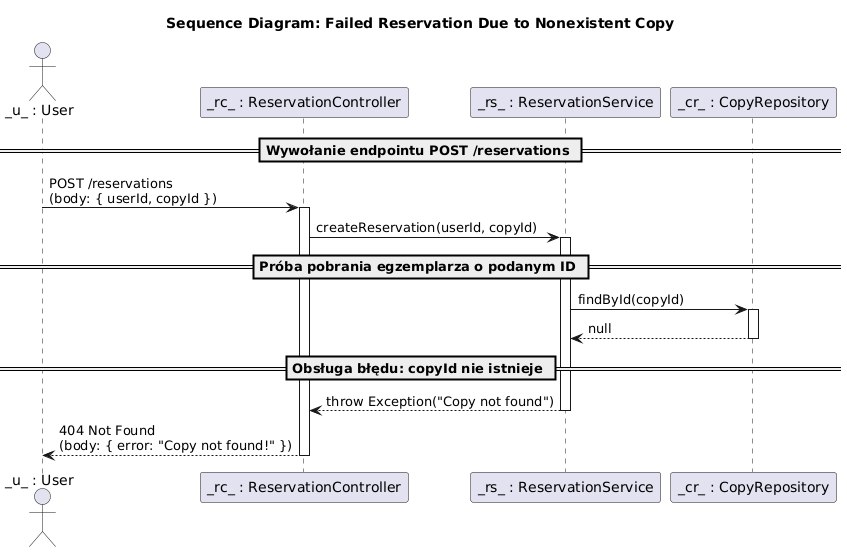 Sequence Diagram: Failed Reservation Due to Nonexistent Copy
_u_ : User
_rc_ : ReservationController
_rs_ : ReservationService
_cr_ : CopyRepository
Wywołanie endpointu POST /reservations
POST /reservations
(body: { userId, copyId })
createReservation(userId, copyId)
Próba pobrania egzemplarza o podanym ID
findById(copyId)
null
Obsługa błędu: copyId nie istnieje
throw Exception("Copy not found")
404 Not Found
(body: { error: "Copy not found!" })
_u_ : User
_rc_ : ReservationController
_rs_ : ReservationService
_cr_ : CopyRepository